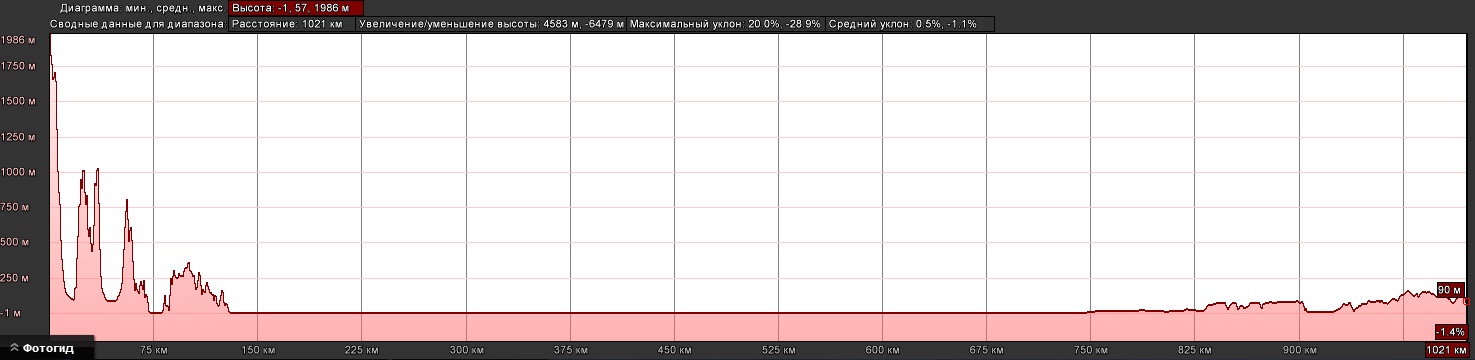 Диаграмма: мин., средн., макс. Высота: -1, 57, 1986 м
Сводные данные для диапазона: Расстояние: 1021 км Увеличение/уменьшение высоты: 4583 м, -6479 м Максимальный уклон: 20.0%, -28.9% Средний уклон: 0.5%, -1.1%
1986 м
1750 м
1500 м
1250 м
1000 м
750 м
500 м
250 м
90 м
-1 м
-1.4%
Фотогид
75 км 150 км 225 км 300 км 375 км 450 км 525 км 600 км 675 км 750 км 825 км 900 км 1021 км